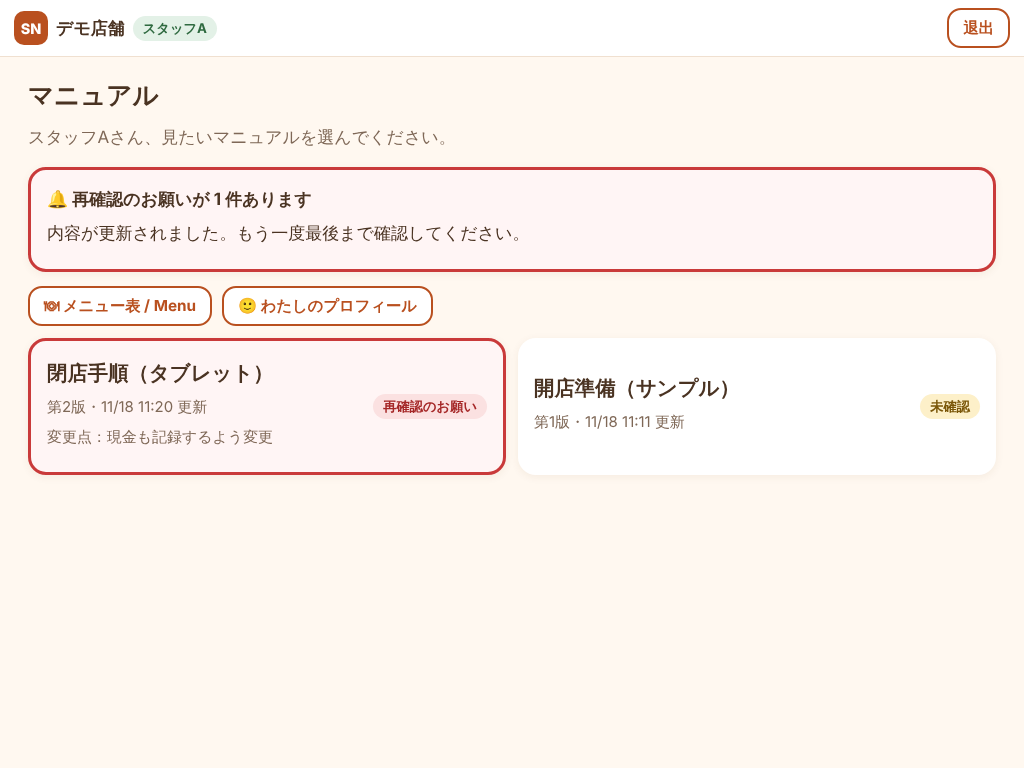 SN デモ店舗 スタッフA 退出
マニュアル
スタッフAさん、見たいマニュアルを選んでください。
🔔 再確認のお願いが 1 件あります
内容が更新されました。もう一度最後まで確認してください。
🍽 メニュー表 / Menu
🙂 わたしのプロフィール
閉店手順（タブレット）
第2版・11/18 11:20 更新
変更点：現金も記録するよう変更
再確認のお願い
開店準備（サンプル）
第1版・11/18 11:11 更新
未確認